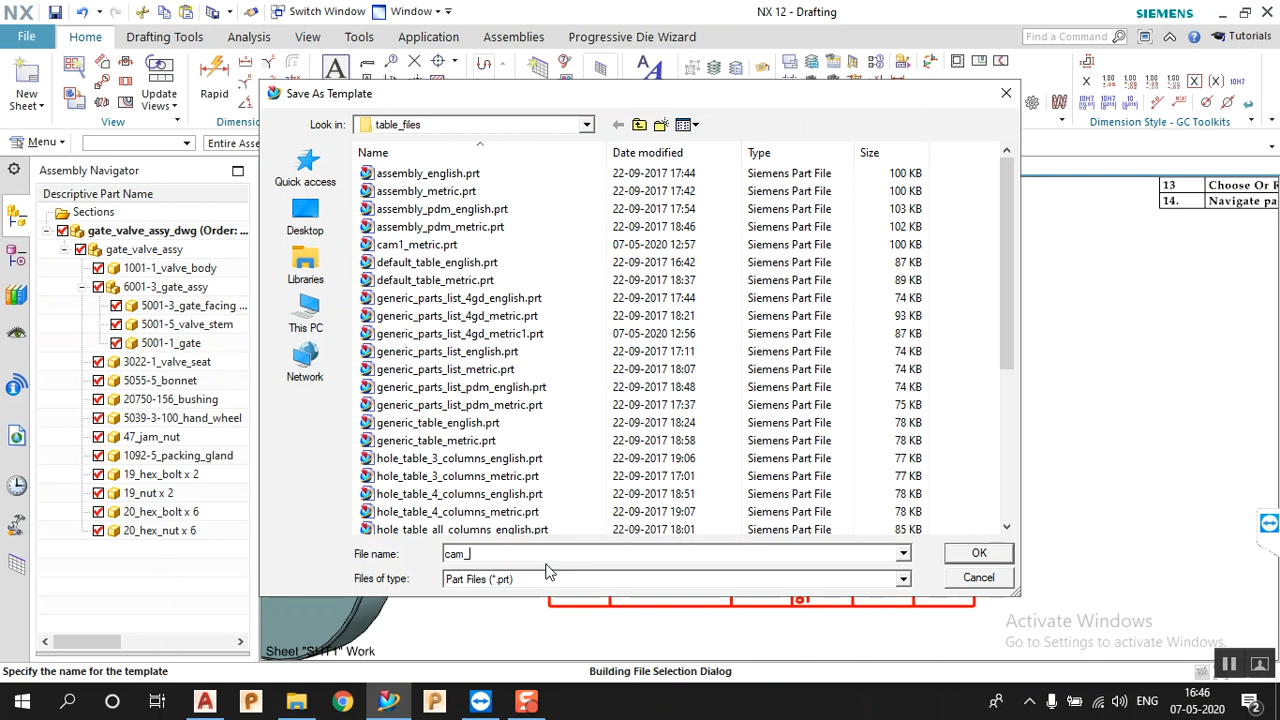 NX
Switch Window
Window
NX 12 - Drafting
SIEMENS
File
Home
Drafting Tools
Analysis
View
Tools
Application
Assemblies
Progressive Die Wizard
Find a Command
Tutorials
New
Sheet
Update
Views
View
Rapid
Dimens
Dimension Style - GC Toolkits
Menu
Entire Asse
Assembly Navigator
Descriptive Part Name
Sections
gate_valve_assy_dwg (Order: ...
gate_valve_assy
1001-1_valve_body
6001-3_gate_assy
5001-3_gate_facing ...
5001-5_valve_stem
5001-1_gate
3022-1_valve_seat
5055-5_bonnet
20750-156_bushing
5039-3-100_hand_wheel
47_jam_nut
1092-5_packing_gland
19_hex_bolt x 2
19_nut x 2
20_hex_bolt x 6
20_hex_nut x 6
Save As Template
Look in:
table_files
Quick access
Desktop
Libraries
This PC
Network
Name Date modified Type Size
assembly_english.prt 22-09-2017 17:44 Siemens Part File 100 KB
assembly_metric.prt 22-09-2017 17:42 Siemens Part File 100 KB
assembly_pdm_english.prt 22-09-2017 17:54 Siemens Part File 103 KB
assembly_pdm_metric.prt 22-09-2017 18:46 Siemens Part File 102 KB
cam1_metric.prt 07-05-2020 12:57 Siemens Part File 100 KB
default_table_english.prt 22-09-2017 16:42 Siemens Part File 87 KB
default_table_metric.prt 22-09-2017 18:37 Siemens Part File 89 KB
generic_parts_list_4gd_english.prt 22-09-2017 17:44 Siemens Part File 74 KB
generic_parts_list_4gd_metric.prt 22-09-2017 18:21 Siemens Part File 93 KB
generic_parts_list_4gd_metric1.prt 07-05-2020 12:56 Siemens Part File 87 KB
generic_parts_list_english.prt 22-09-2017 17:11 Siemens Part File 74 KB
generic_parts_list_metric.prt 22-09-2017 18:07 Siemens Part File 74 KB
generic_parts_list_pdm_english.prt 22-09-2017 18:48 Siemens Part File 74 KB
generic_parts_list_pdm_metric.prt 22-09-2017 17:37 Siemens Part File 75 KB
generic_table_english.prt 22-09-2017 18:24 Siemens Part File 78 KB
generic_table_metric.prt 22-09-2017 18:58 Siemens Part File 78 KB
hole_table_3_columns_english.prt 22-09-2017 19:06 Siemens Part File 77 KB
hole_table_3_columns_metric.prt 22-09-2017 17:01 Siemens Part File 77 KB
hole_table_4_columns_english.prt 22-09-2017 18:51 Siemens Part File 78 KB
hole_table_4_columns_metric.prt 22-09-2017 19:07 Siemens Part File 78 KB
hole_table_all_columns_english.prt 22-09-2017 18:01 Siemens Part File 85 KB
File name: cam_ OK
Files of type: Part Files (*.prt) Cancel
13 Choose Or R
14. Navigate pa
Activate Windows
Go to Settings to activate Windows.
Sheet "SHT1" Work
Specify the name for the template
Building File Selection Dialog
ENG
16:46
07-05-2020
2